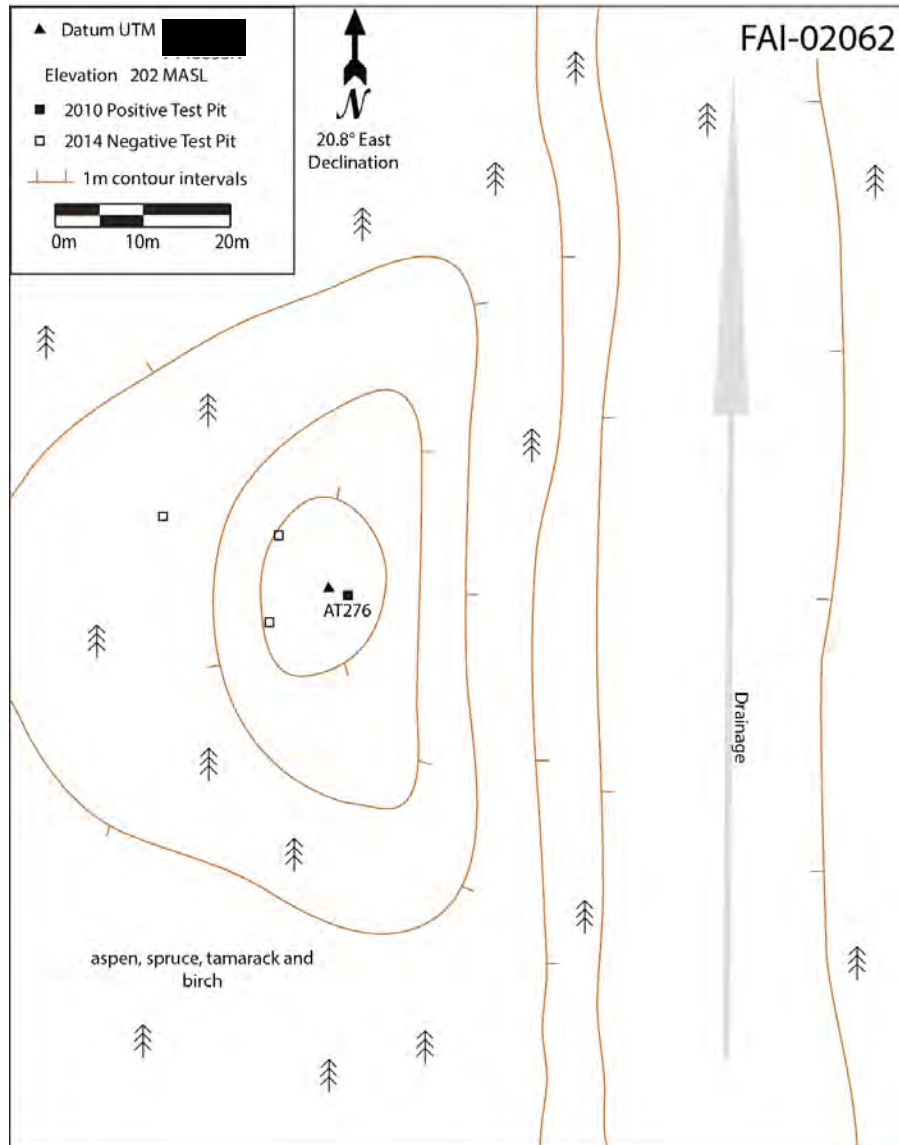 FAI-02062
Datum UTM
Elevation 202 MASL
2010 Positive Test Pit
2014 Negative Test Pit
1m contour intervals
0m 10m 20m
N
20.8° East
Declination
AT276
Drainage
aspen, spruce, tamarack and
birch